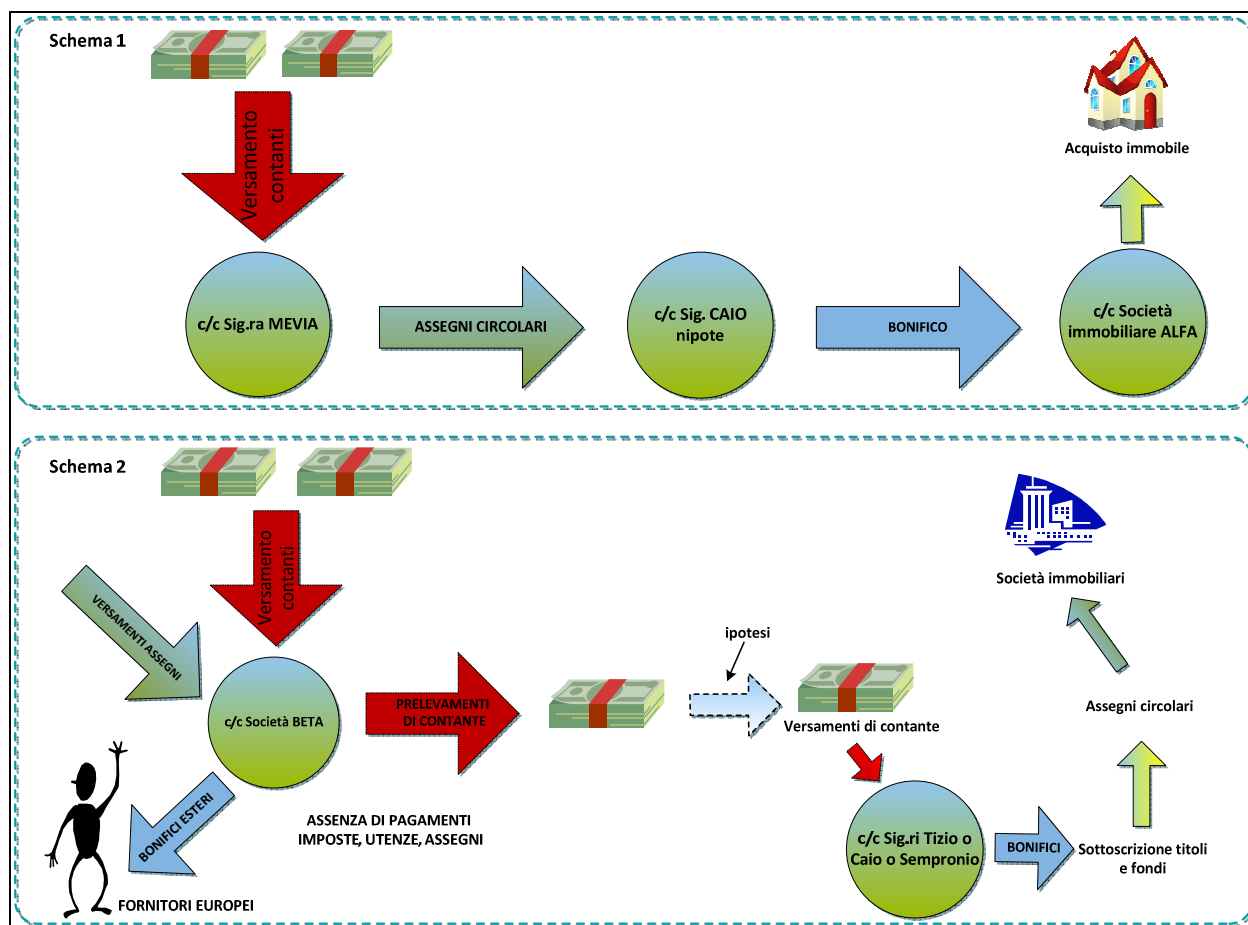 Schema 1
Versamento
contanti
Acquisto immobile
c/c Sig.ra MEVIA
ASSEGNI CIRCOLARI
c/c Sig. CAIO
nipote
BONIFICO
c/c Società
immobiliare ALFA
Schema 2
Versamento
contanti
Società immobiliari
VERSAMENTI ASSEGNI
ipotesi
c/c Società BETA
PRELEVAMENTI
DI CONTANTE
Versamenti di contante
Assegni circolari
BONIFICI ESTERI
ASSENZA DI PAGAMENTI
IMPOSTE, UTENZE, ASSEGNI
c/c Sig.ri Tizio o
Caio o Sempronio
BONIFICI
Sottoscrizione titoli
e fondi
FORNITORI EUROPEI